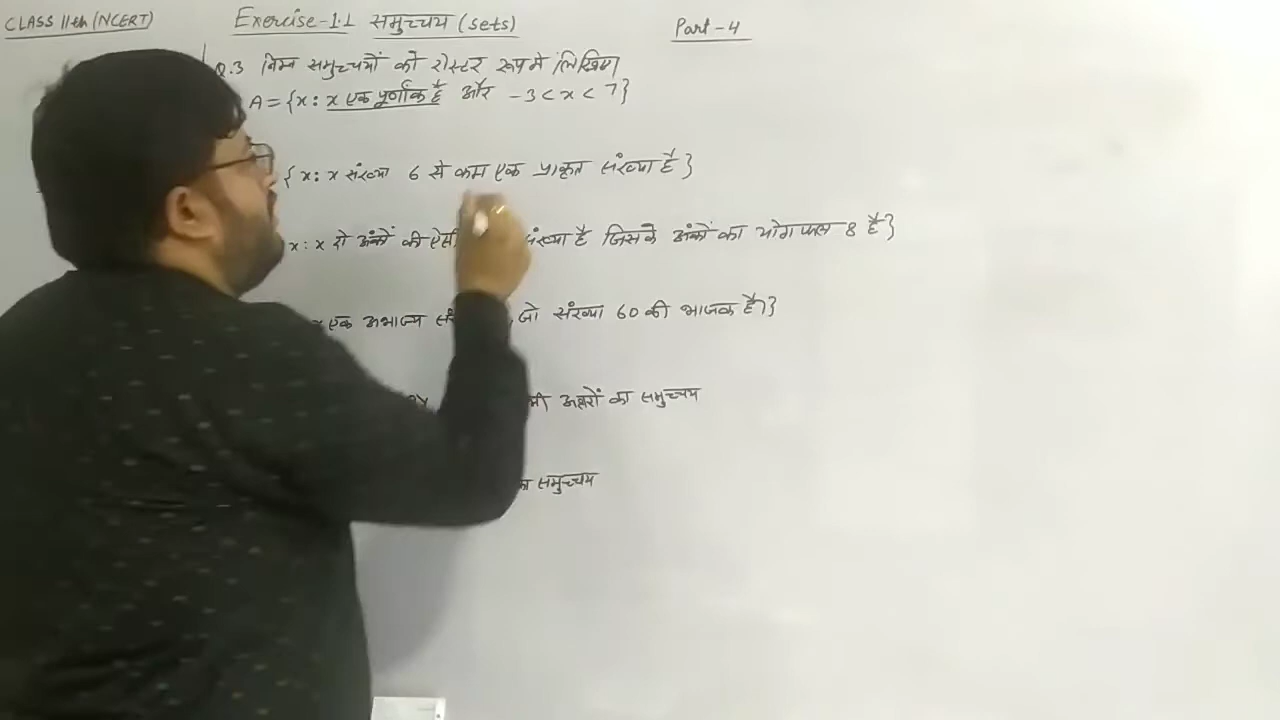 CLASS 11th (NCERT) Exercise-1.1 समुच्चय (sets) Part-4
Q.3 निम्न समुच्चयों को रोस्टर रूप में लिखिए
A = {x : x एक पूर्णांक है और -3 < x < 7}
{ x : x संख्या 6 से कम एक प्राकृत संख्या है }
x : x दो अंकों की ऐसी संख्या है जिसके अंकों का योगफल 8 है }
x एक अभाज्य जो संख्या 60 की भाजक है }
अक्षरों का समुच्चय
का समुच्चय